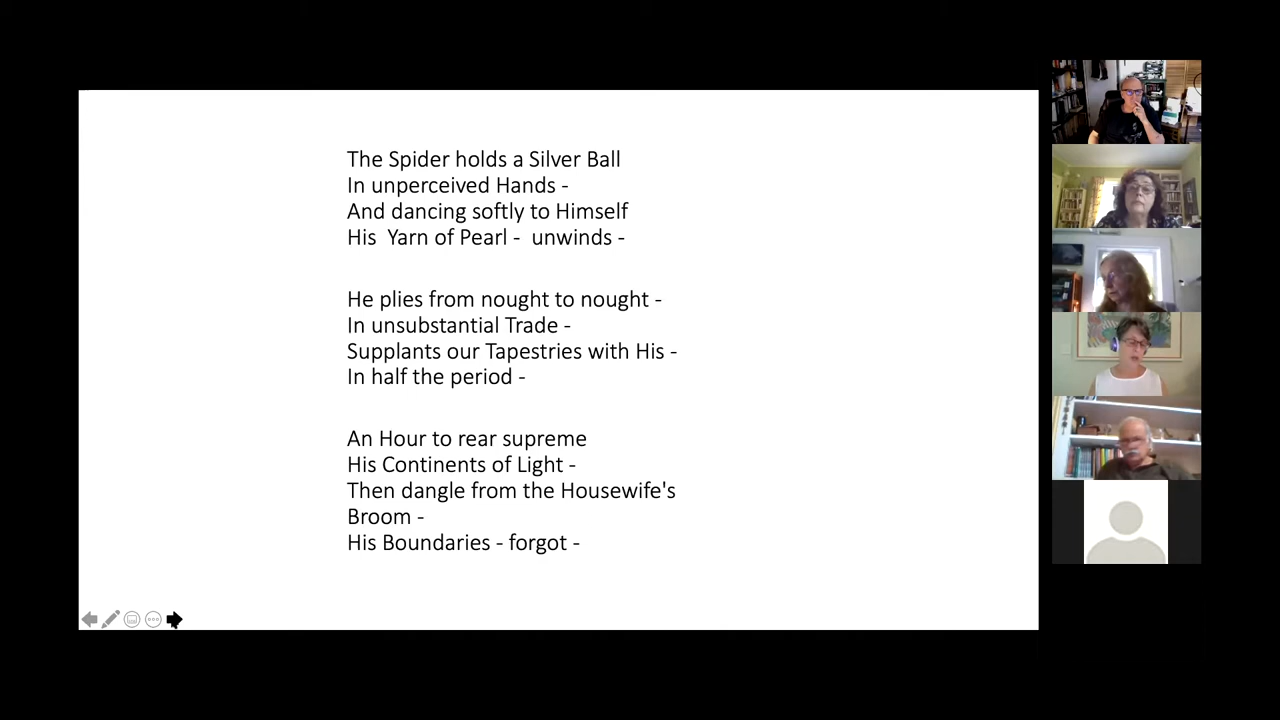 The Spider holds a Silver Ball
In unperceived Hands -
And dancing softly to Himself
His  Yarn of Pearl -  unwinds -
He plies from nought to nought -
In unsubstantial Trade -
Supplants our Tapestries with His -
In half the period -
An Hour to rear supreme
His Continents of Light -
Then dangle from the Housewife's
Broom -
His Boundaries - forgot -